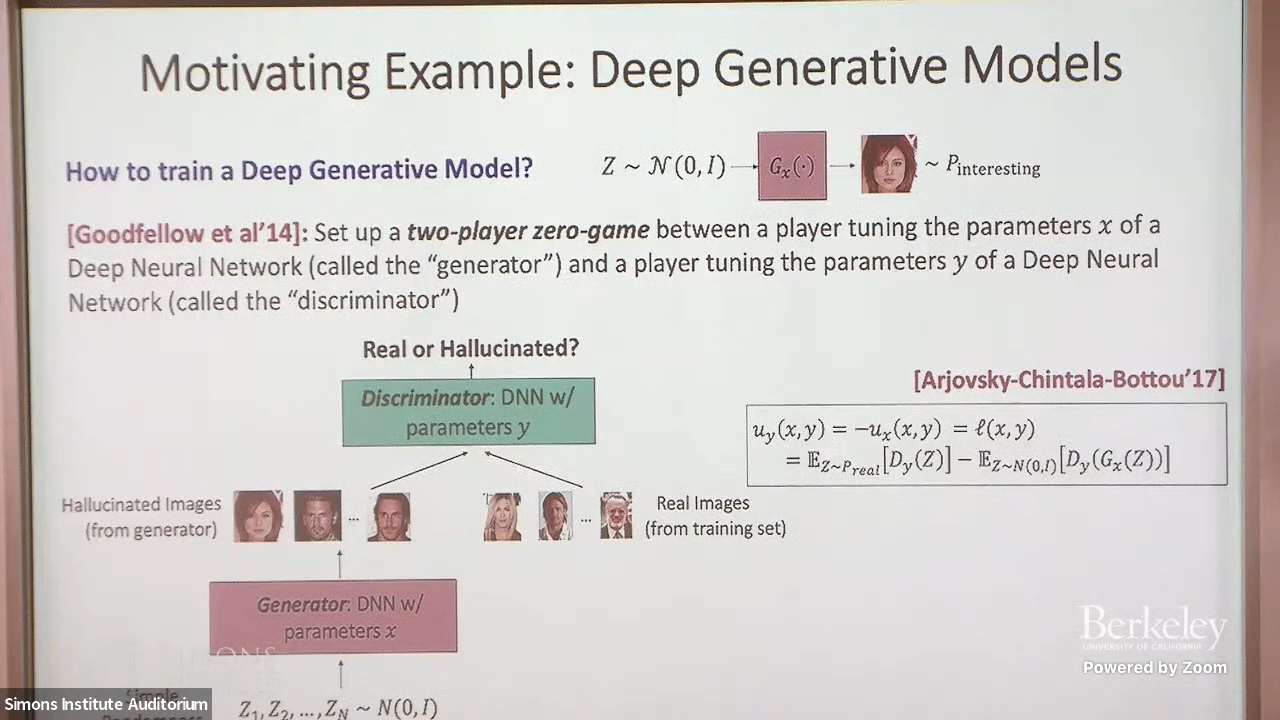 Motivating Example: Deep Generative Models
How to train a Deep Generative Model?
Z ~ 𝒩(0, I)
Gₓ(·)
~ P_interesting
[Goodfellow et al’14]: Set up a two-player zero-game between a player tuning the parameters x of a
Deep Neural Network (called the “generator”) and a player tuning the parameters y of a Deep Neural
Network (called the “discriminator”)
Real or Hallucinated?
Discriminator: DNN w/
parameters y
[Arjovsky-Chintala-Bottou’17]
u_y(x, y) = −u_x(x, y) = ℓ(x, y)
= 𝔼_{Z~P_real}[D_y(Z)] − 𝔼_{Z~N(0,I)}[D_y(G_x(Z))]
Hallucinated Images
(from generator)
...
...
Real Images
(from training set)
Generator: DNN w/
parameters x
Z₁, Z₂, ..., Z_N ~ N(0, I)
Berkeley
UNIVERSITY OF CALIFORNIA
Powered by Zoom
Simons Institute Auditorium